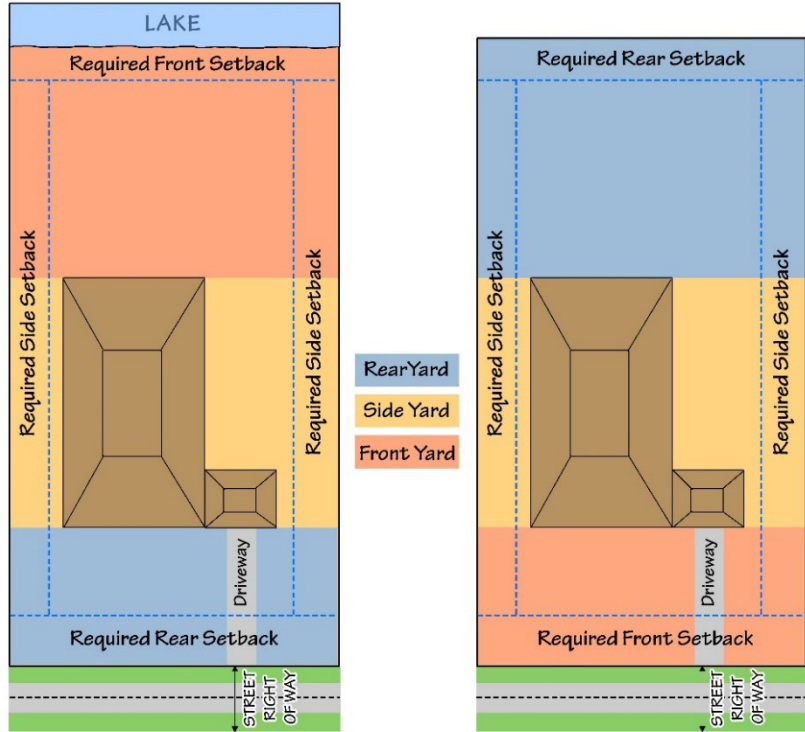 LAKE
Required Front Setback
Required Side Setback
Required Side Setback
Driveway
Required Rear Setback
STREET
RIGHT
OF WAY
RearYard
Side Yard
Front Yard
Required Rear Setback
Required Side Setback
Required Side Setback
Driveway
Required Front Setback
STREET
RIGHT
OF WAY